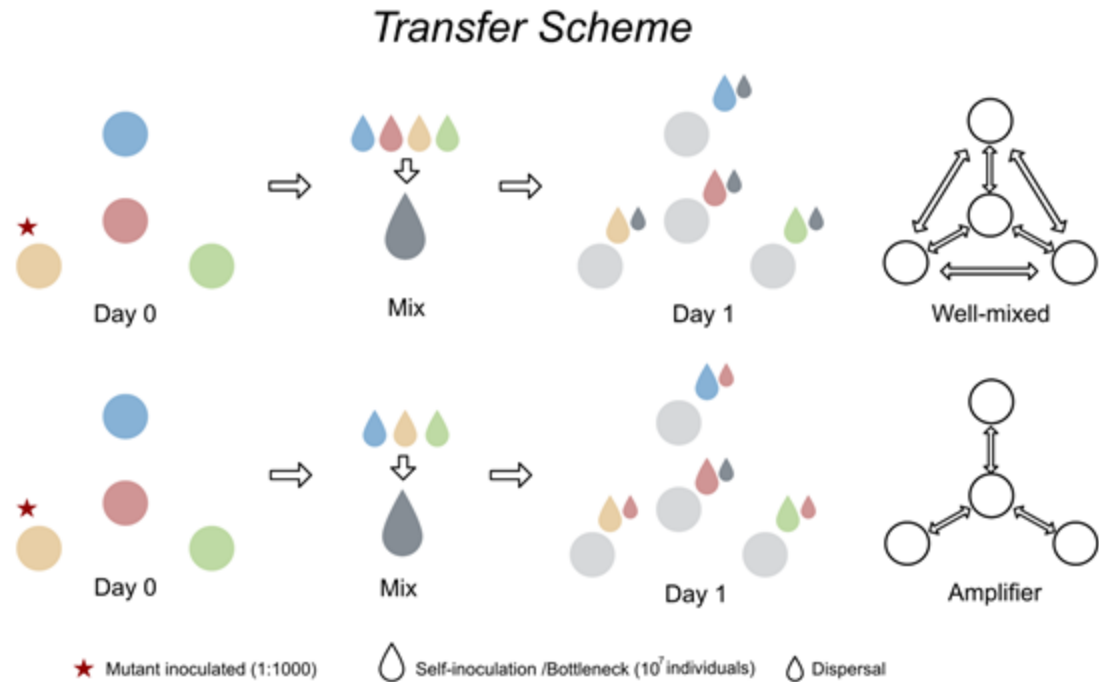 Transfer Scheme
Day 0
Mix
Day 1
Well-mixed
Day 0
Mix
Day 1
Amplifier
Mutant inoculated (1:1000)
Self-inoculation /Bottleneck (10⁷ individuals)
Dispersal